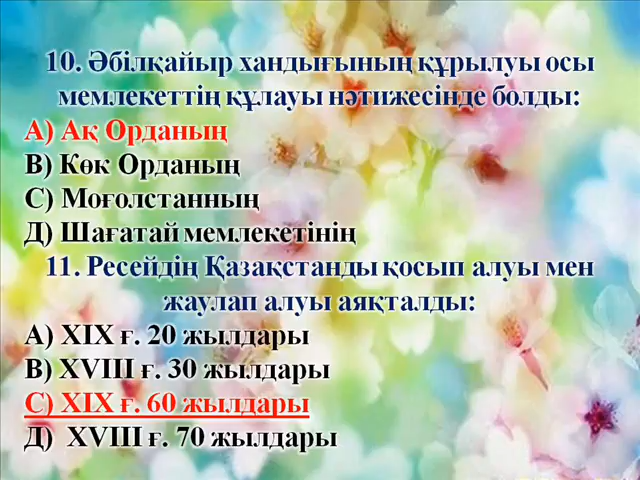 10. Әбілқайыр хандығының құрылуы осы
мемлекеттің құлауы нәтижесінде болды:
А) Ақ Орданың
В) Көк Орданың
С) Моғолстанның
Д) Шағатай мемлекетінің
11. Ресейдің Қазақстанды қосып алуы мен
жаулап алуы аяқталды:
А) XIX ғ. 20 жылдары
В) XVIII ғ. 30 жылдары
С) XIX ғ. 60 жылдары
Д) XVIII ғ. 70 жылдары